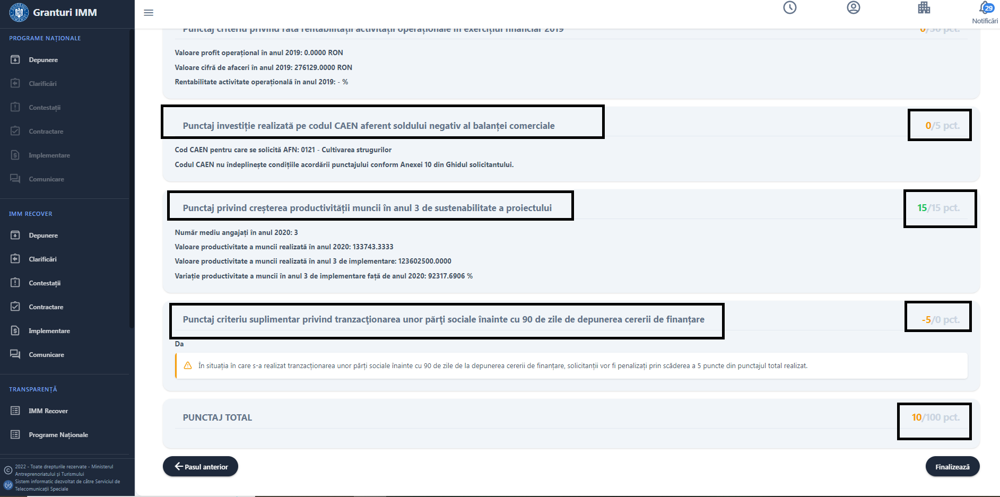 Granturi IMM
PROGRAME NAȚIONALE
Depunere
Clarificări
Contestații
Contractare
Implementare
Comunicare
IMM RECOVER
Depunere
Clarificări
Contestații
Contractare
Implementare
Comunicare
TRANSPARENȚĂ
IMM Recover
Programe Naționale
2022 - Toate drepturile rezervate - Ministerul
Antreprenoriatului și Turismului
Sistem informatic dezvoltat de către Serviciul de
Telecomunicații Speciale
29
Notificări
Punctaj criteriu privind rata rentabilității activității operaționale în exercițiul financiar 2019
0/30 pct.
Valoare profit operațional în anul 2019: 0.0000 RON
Valoare cifră de afaceri în anul 2019: 276129.0000 RON
Rentabilitate activitate operațională în anul 2019: - %
Punctaj investiție realizată pe codul CAEN aferent soldului negativ al balanței comerciale
0/5 pct.
Cod CAEN pentru care se solicită AFN: 0121 - Cultivarea strugurilor
Codul CAEN nu îndeplinește condițiile acordării punctajului conform Anexei 10 din Ghidul solicitantului.
Punctaj privind creșterea productivității muncii în anul 3 de sustenabilitate a proiectului
15/15 pct.
Număr mediu angajați în anul 2020: 3
Valoare productivitate a muncii realizată în anul 2020: 133743.3333
Valoare productivitate a muncii realizată în anul 3 de implementare: 123602500.0000
Variație productivitate a muncii în anul 3 de implementare față de anul 2020: 92317.6906 %
Punctaj criteriu suplimentar privind tranzacţionarea unor părţi sociale înainte cu 90 de zile de depunerea cererii de finanțare
-5/0 pct.
Da
În situația în care s-a realizat tranzacționarea unor părți sociale înainte cu 90 de zile de la depunerea cererii de finanțare, solicitanții vor fi penalizați prin scăderea a 5 puncte din punctajul total realizat.
PUNCTAJ TOTAL
10/100 pct.
Pasul anterior
Finalizează